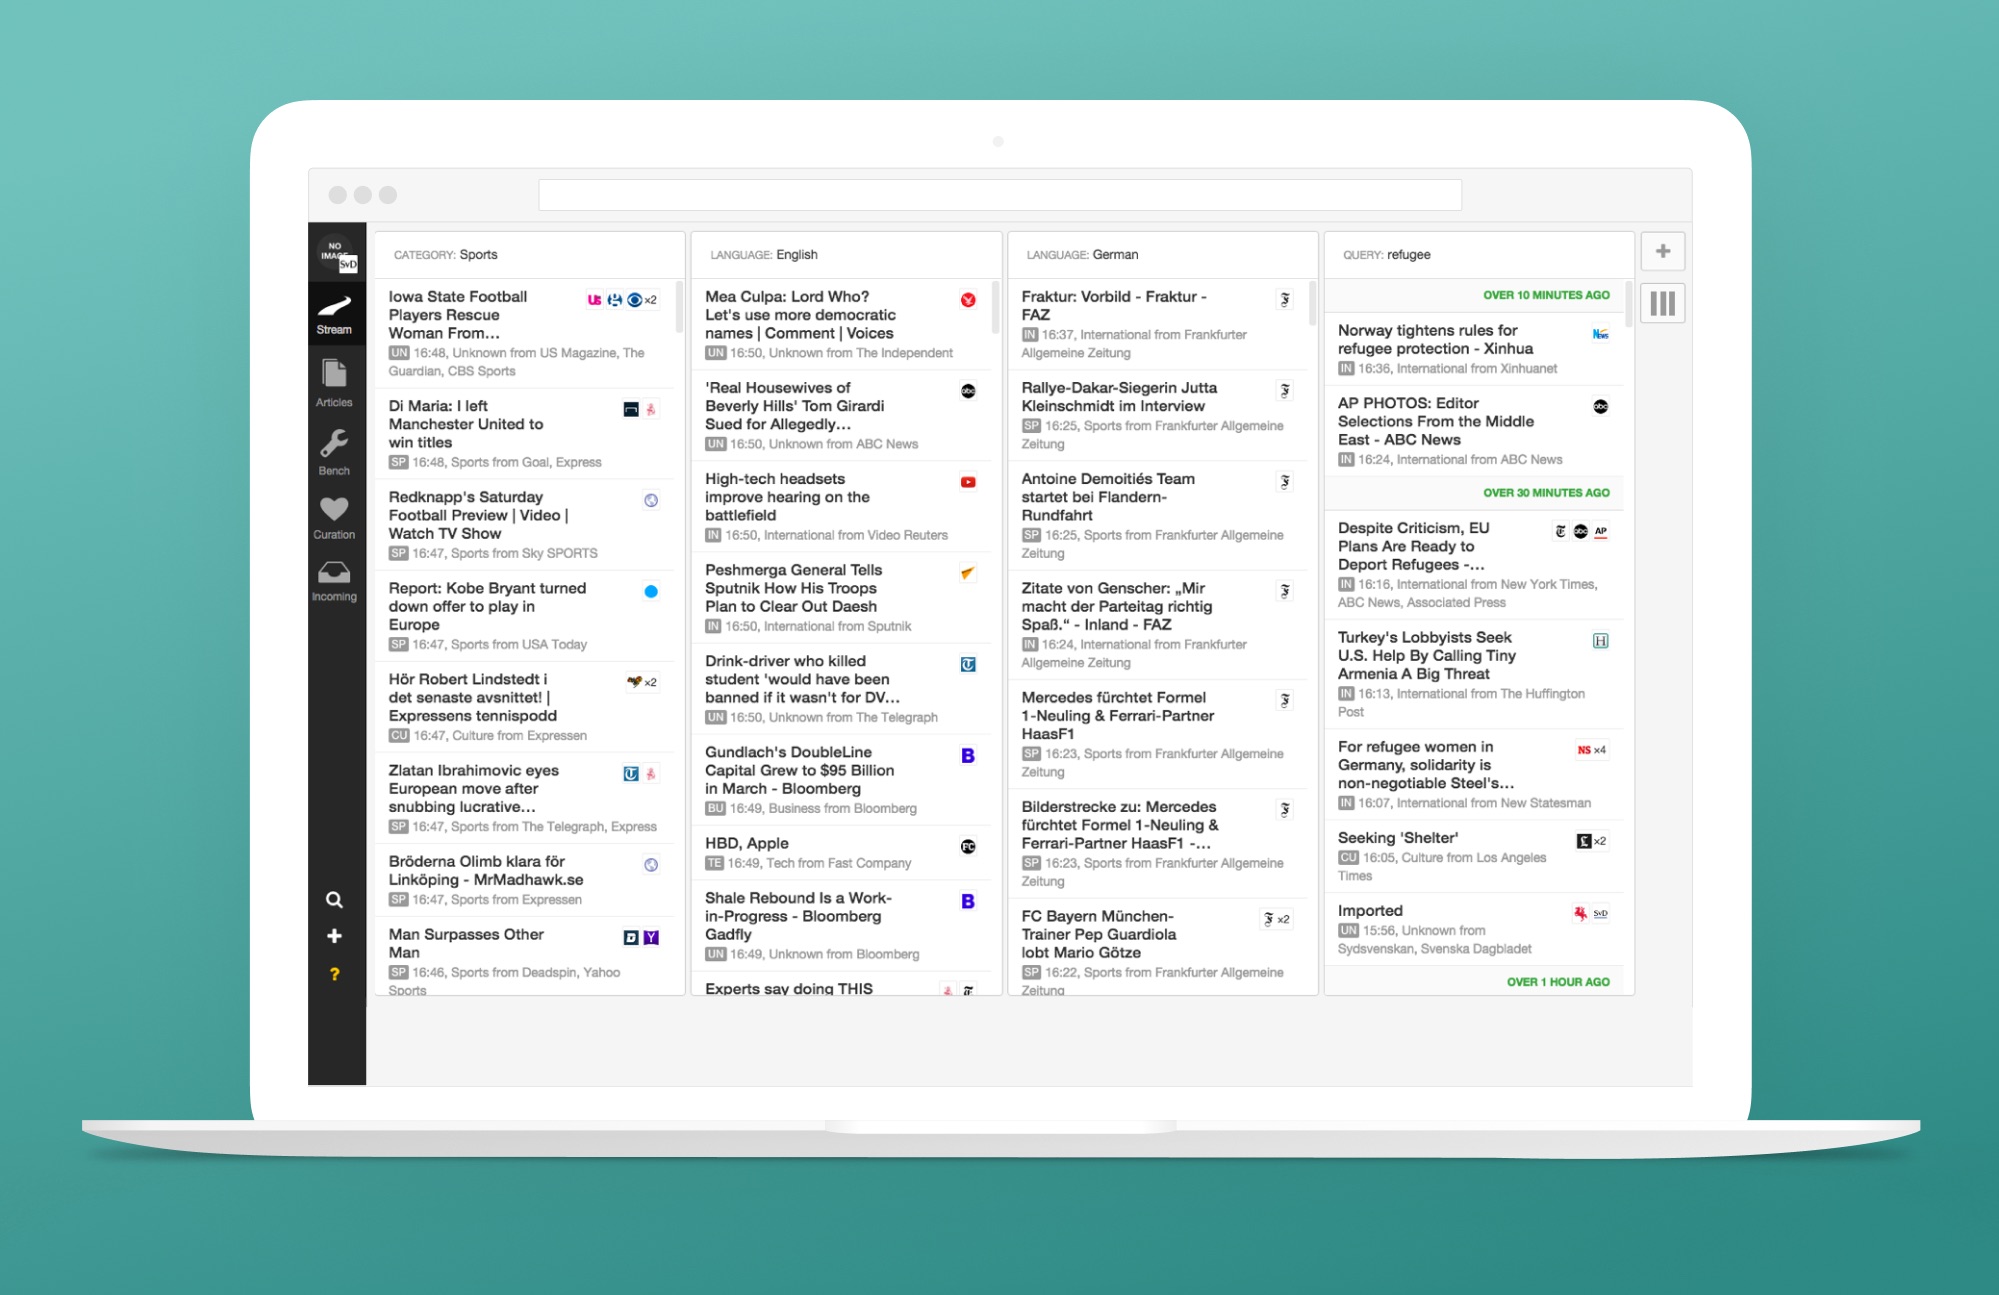 NO
IMAGE
SvD
Stream
Articles
Bench
Curation
Incoming
?
CATEGORY: Sports
Iowa State Football
Players Rescue
Woman From...
x2
UN 16:48, Unknown from US Magazine, The
Guardian, CBS Sports
Di Maria: I left
Manchester United to
win titles
SP 16:48, Sports from Goal, Express
Redknapp's Saturday
Football Preview | Video |
Watch TV Show
SP 16:47, Sports from Sky SPORTS
Report: Kobe Bryant turned
down offer to play in
Europe
SP 16:47, Sports from USA Today
Hör Robert Lindstedt i
det senaste avsnittet! |
Expressens tennispodd
x2
CU 16:47, Culture from Expressen
Zlatan Ibrahimovic eyes
European move after
snubbing lucrative...
SP 16:47, Sports from The Telegraph, Express
Bröderna Olimb klara för
Linköping - MrMadhawk.se
SP 16:47, Sports from Expressen
Man Surpasses Other
Man
SP 16:46, Sports from Deadspin, Yahoo
Sports
LANGUAGE: English
Mea Culpa: Lord Who?
Let's use more democratic
names | Comment | Voices
UN 16:50, Unknown from The Independent
'Real Housewives of
Beverly Hills' Tom Girardi
Sued for Allegedly...
abc
UN 16:50, Unknown from ABC News
High-tech headsets
improve hearing on the
battlefield
IN 16:50, International from Video Reuters
Peshmerga General Tells
Sputnik How His Troops
Plan to Clear Out Daesh
IN 16:50, International from Sputnik
Drink-driver who killed
student 'would have been
banned if it wasn't for DV...
UN 16:50, Unknown from The Telegraph
Gundlach's DoubleLine
Capital Grew to $95 Billion
in March - Bloomberg
B
BU 16:49, Business from Bloomberg
HBD, Apple
FC
TE 16:49, Tech from Fast Company
Shale Rebound Is a Work-
in-Progress - Bloomberg
Gadfly
B
UN 16:49, Unknown from Bloomberg
Experts say doing THIS
LANGUAGE: German
Fraktur: Vorbild - Fraktur -
FAZ
IN 16:37, International from Frankfurter
Allgemeine Zeitung
Rallye-Dakar-Siegerin Jutta
Kleinschmidt im Interview
SP 16:25, Sports from Frankfurter Allgemeine
Zeitung
Antoine Demoitiés Team
startet bei Flandern-
Rundfahrt
SP 16:25, Sports from Frankfurter Allgemeine
Zeitung
Zitate von Genscher: „Mir
macht der Parteitag richtig
Spaß.“ - Inland - FAZ
IN 16:24, International from Frankfurter
Allgemeine Zeitung
Mercedes fürchtet Formel
1-Neuling & Ferrari-Partner
HaasF1
SP 16:23, Sports from Frankfurter Allgemeine
Zeitung
Bilderstrecke zu: Mercedes
fürchtet Formel 1-Neuling &
Ferrari-Partner HaasF1 -...
SP 16:23, Sports from Frankfurter Allgemeine
Zeitung
FC Bayern München-
Trainer Pep Guardiola
lobt Mario Götze
x2
SP 16:22, Sports from Frankfurter Allgemeine
Zeitung
QUERY: refugee
OVER 10 MINUTES AGO
Norway tightens rules for
refugee protection - Xinhua
News
IN 16:36, International from Xinhuanet
AP PHOTOS: Editor
Selections From the Middle
East - ABC News
abc
IN 16:24, International from ABC News
OVER 30 MINUTES AGO
Despite Criticism, EU
Plans Are Ready to
Deport Refugees -...
abc AP
IN 16:16, International from New York Times,
ABC News, Associated Press
Turkey's Lobbyists Seek
U.S. Help By Calling Tiny
Armenia A Big Threat
H
IN 16:13, International from The Huffington
Post
For refugee women in
Germany, solidarity is
non-negotiable Steel's...
NS x4
IN 16:07, International from New Statesman
Seeking 'Shelter'
x2
CU 16:05, Culture from Los Angeles
Times
Imported
SvD
UN 15:56, Unknown from
Sydsvenskan, Svenska Dagbladet
OVER 1 HOUR AGO